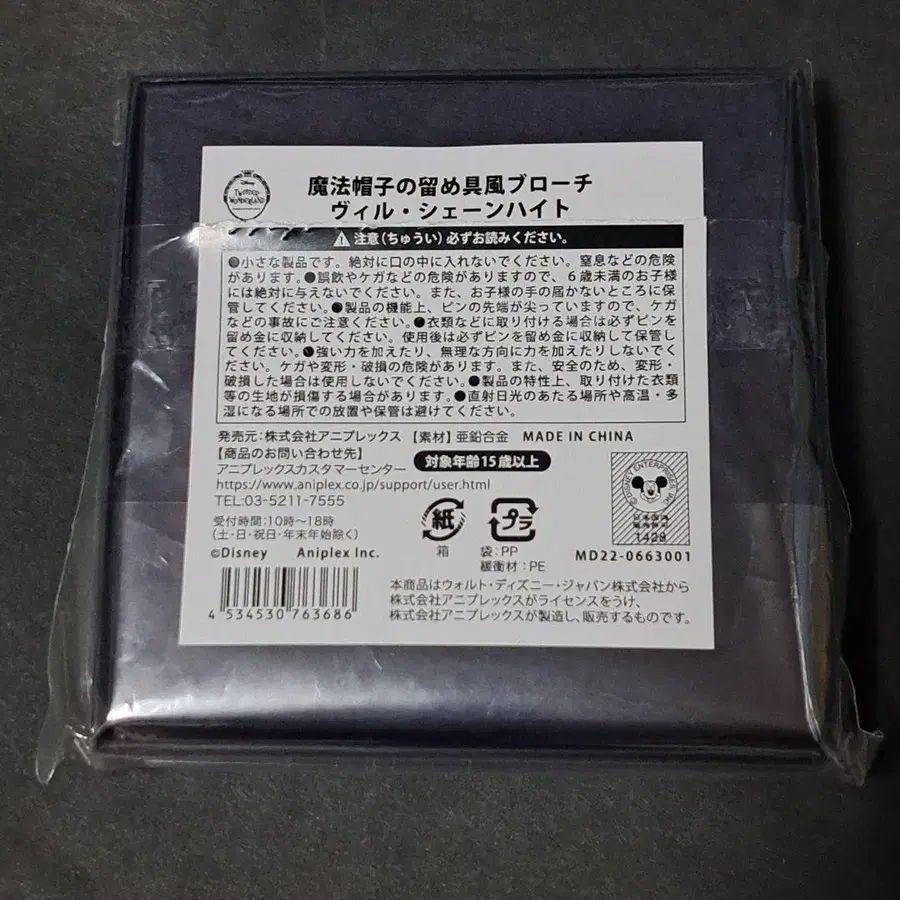 Disney
TWISTED
WONDERLAND
魔法帽子の留め具風ブローチ
ヴィル・シェーンハイト
注意(ちゅうい)必ずお読みください。
●小さな製品です。絶対に口の中に入れないでください。窒息などの危険
があります。●誤飲やケガなどの危険がありますので、6歳未満のお子様
には絶対に与えないでください。また、お子様の手の届かないところに保
管してください。●製品の機能上、ピンの先端が尖っていますので、ケガ
などの事故にご注意ください。●衣類などに取り付ける場合は必ずピンを
留め金に収納してください。使用後は必ずピンを留め金に収納して保管し
てください。●強い力を加えたり、無理な方向に力を加えたりしないでく
ださい。ケガや変形・破損の危険があります。また、安全のため、変形・
破損した場合は使用しないでください。●製品の特性上、取り付けた衣類
等の生地が損傷する場合があります。●直射日光のあたる場所や高温・多
湿になる場所での放置や保管は避けてください。
発売元:株式会社アニプレックス 【素材】亜鉛合金 MADE IN CHINA
【商品のお問い合わせ先】
アニプレックスカスタマーセンター
対象年齢15歳以上
https://www.aniplex.co.jp/support/user.html
TEL:03-5211-7555
受付時間:10時〜18時
(土・日・祝日・年末年始除く)
©Disney Aniplex Inc.
紙
箱
プラ
袋:PP
緩衝材:PE
©DISNEY ENTERPRISES INC.
日本国内
1429
MD22-0663001
4 534530 763686
本商品はウォルト・ディズニー・ジャパン株式会社から
株式会社アニプレックスがライセンスをうけ、
株式会社アニプレックスが製造し、販売するものです。